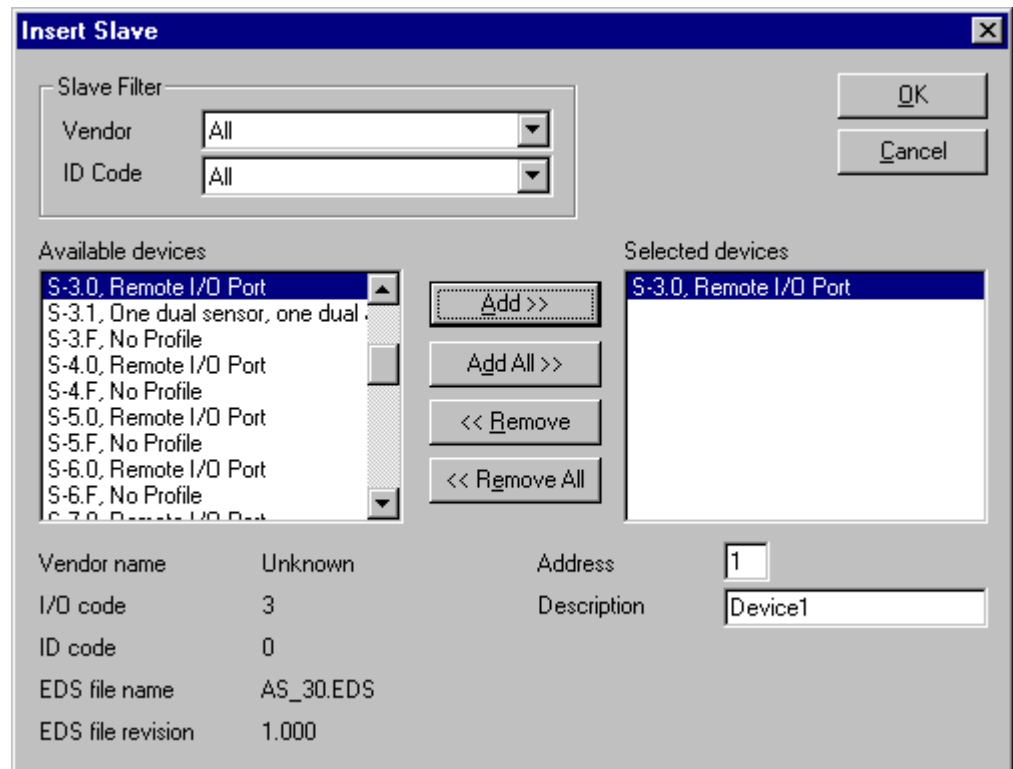 Insert Slave
Slave Filter
Vendor All
ID Code All
OK
Cancel
Available devices
S-3.0, Remote I/O Port
S-3.1, One dual sensor, one dual
S-3.F, No Profile
S-4.0, Remote I/O Port
S-4.F, No Profile
S-5.0, Remote I/O Port
S-5.F, No Profile
S-6.0, Remote I/O Port
S-6.F, No Profile
S-7.0, Remote I/O Port
Add >>
Add All >>
<< Remove
<< Remove All
Selected devices
S-3.0, Remote I/O Port
Vendor name Unknown
I/O code 3
ID code 0
EDS file name AS_30.EDS
EDS file revision 1.000
Address 1
Description Device1